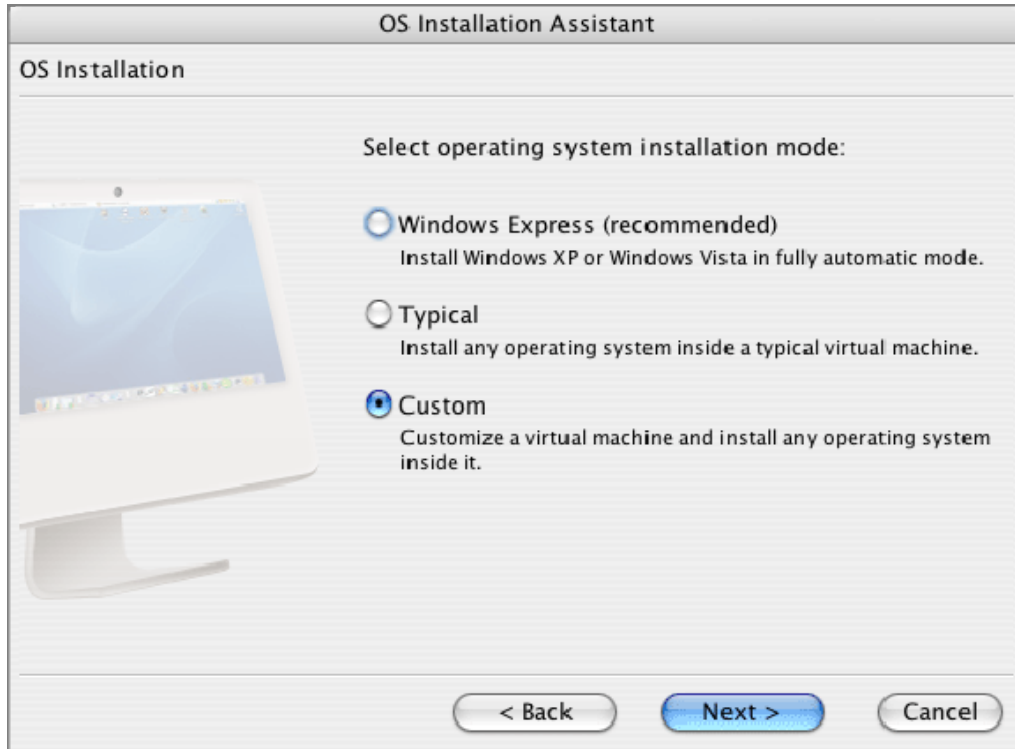 OS Installation Assistant
OS Installation
Select operating system installation mode:
Windows Express (recommended)
Install Windows XP or Windows Vista in fully automatic mode.
Typical
Install any operating system inside a typical virtual machine.
Custom
Customize a virtual machine and install any operating system
inside it.
< Back
Next >
Cancel